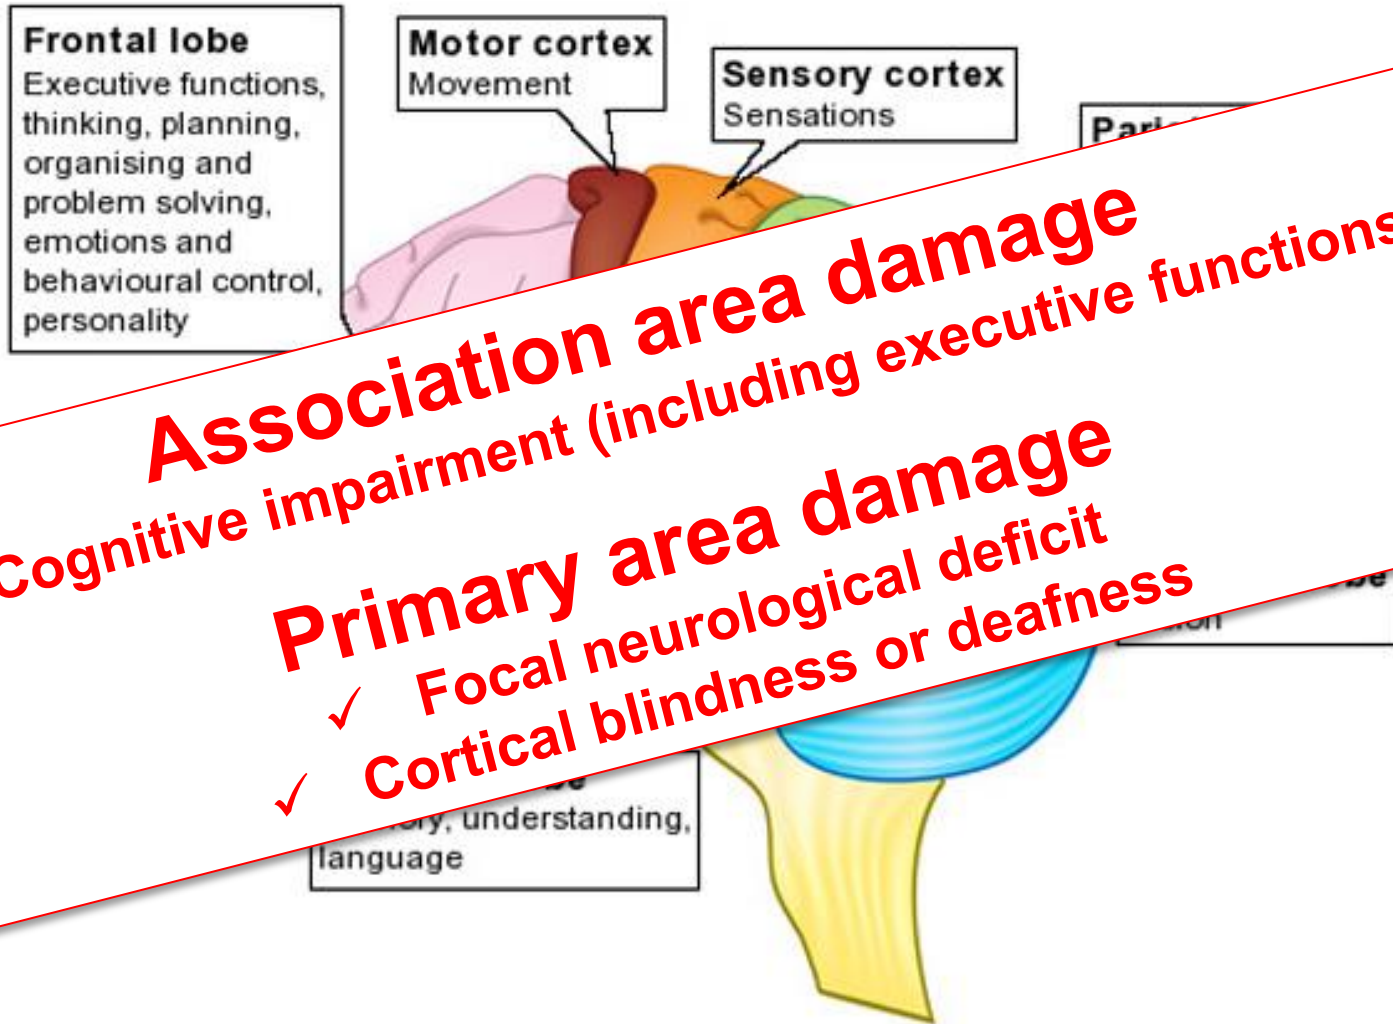 Frontal lobe
Executive functions,
thinking, planning,
organising and
problem solving,
emotions and
behavioural control,
personality
Motor cortex
Movement
Sensory cortex
Sensations
Association area damage
Cognitive impairment (including executive functions
Primary area damage
✓ Focal neurological deficit
✓ Cortical blindness or deafness
understanding,
language